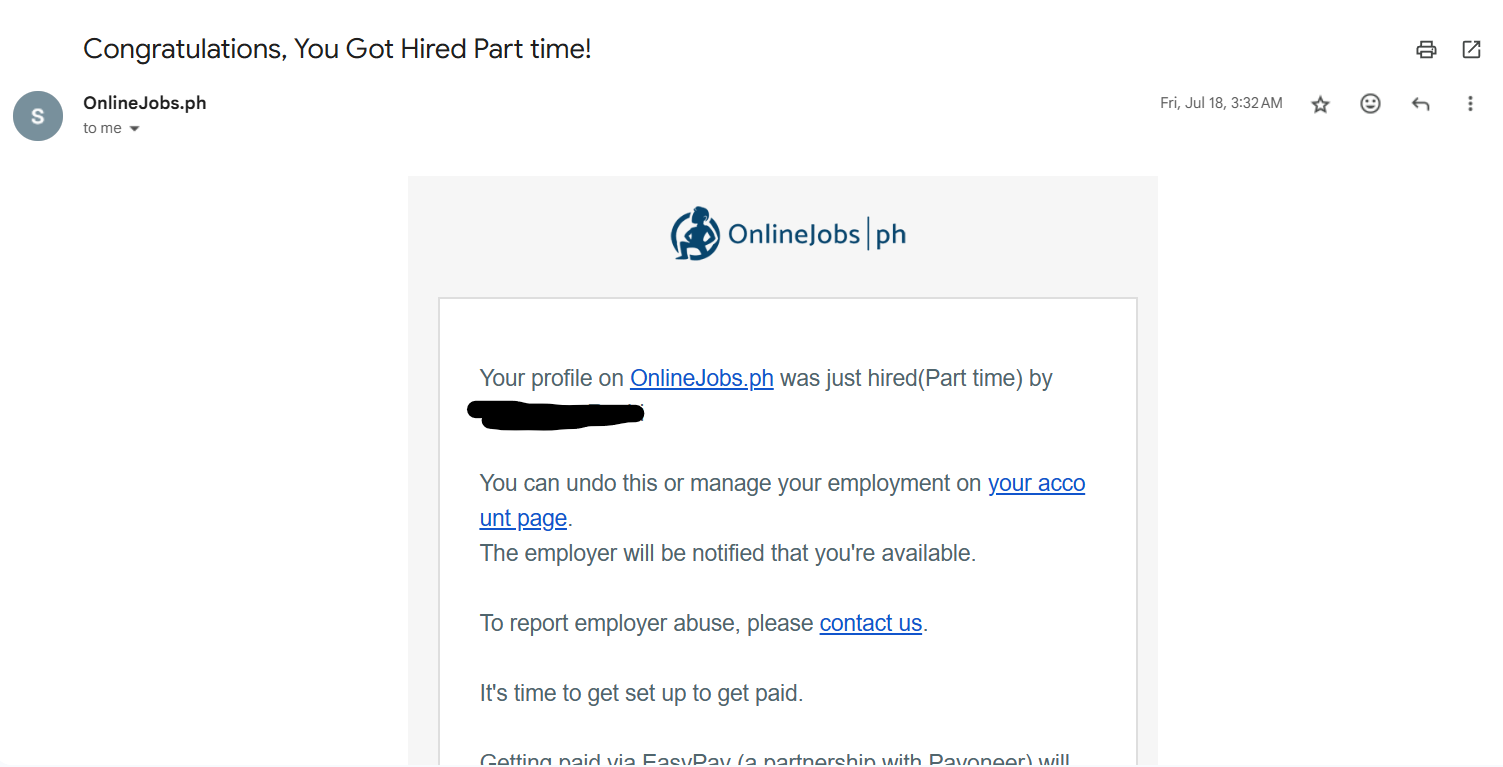 Congratulations, You Got Hired Part time!
S
OnlineJobs.ph
Fri, Jul 18, 3:32 AM
to me
OnlineJobs|ph
Your profile on OnlineJobs.ph was just hired(Part time) by
You can undo this or manage your employment on your acco
unt page.
The employer will be notified that you're available.
To report employer abuse, please contact us.
It's time to get set up to get paid.
Getting paid via EasyPay (a partnership with Payoneer) will